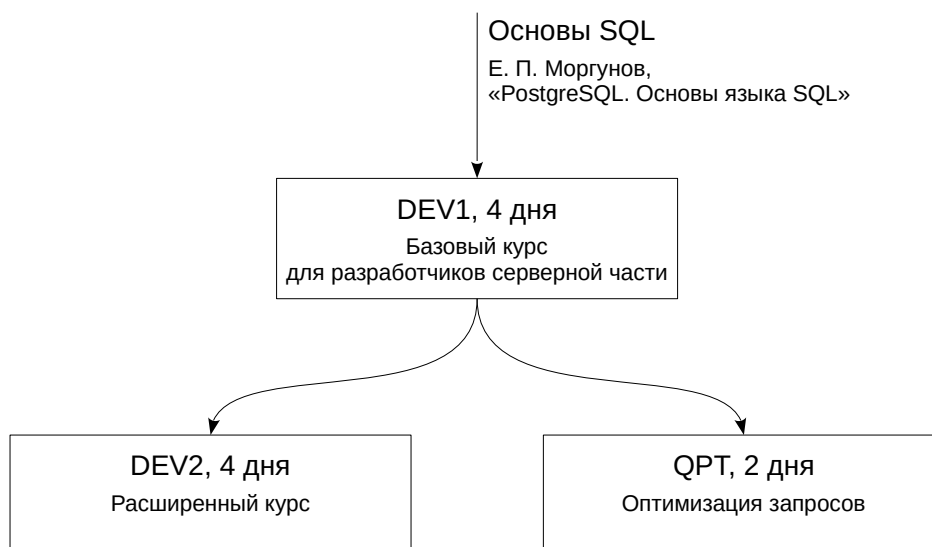 Основы SQL
Е. П. Моргунов,
«PostgreSQL. Основы языка SQL»
DEV1, 4 дня
Базовый курс
для разработчиков серверной части
DEV2, 4 дня
Расширенный курс
QPT, 2 дня
Оптимизация запросов